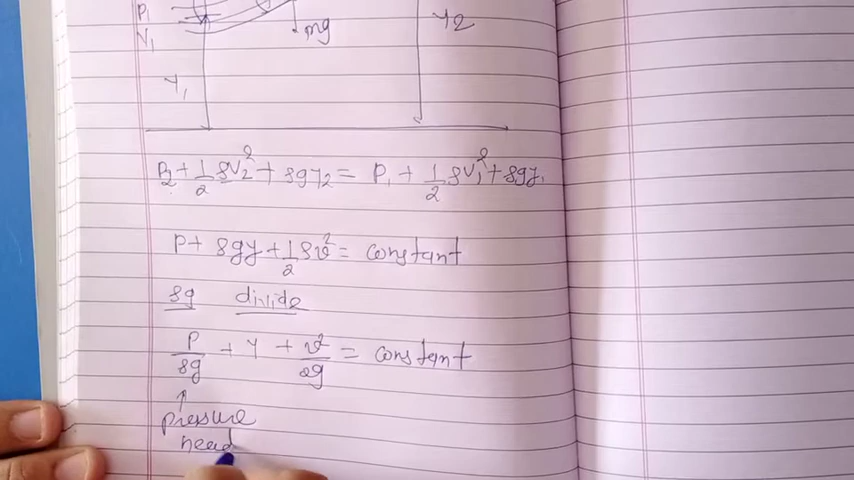 P₁
V₁
mg
Y₂
Y₁
P₂ + 1/2 ρv₂² + ρgy₂ = P₁ + 1/2 ρv₁² + ρgy₁
P + ρgy + 1/2 ρv² = constant
ρg divide
P/ρg + Y + v²/2g = constant
↑
pressure
head